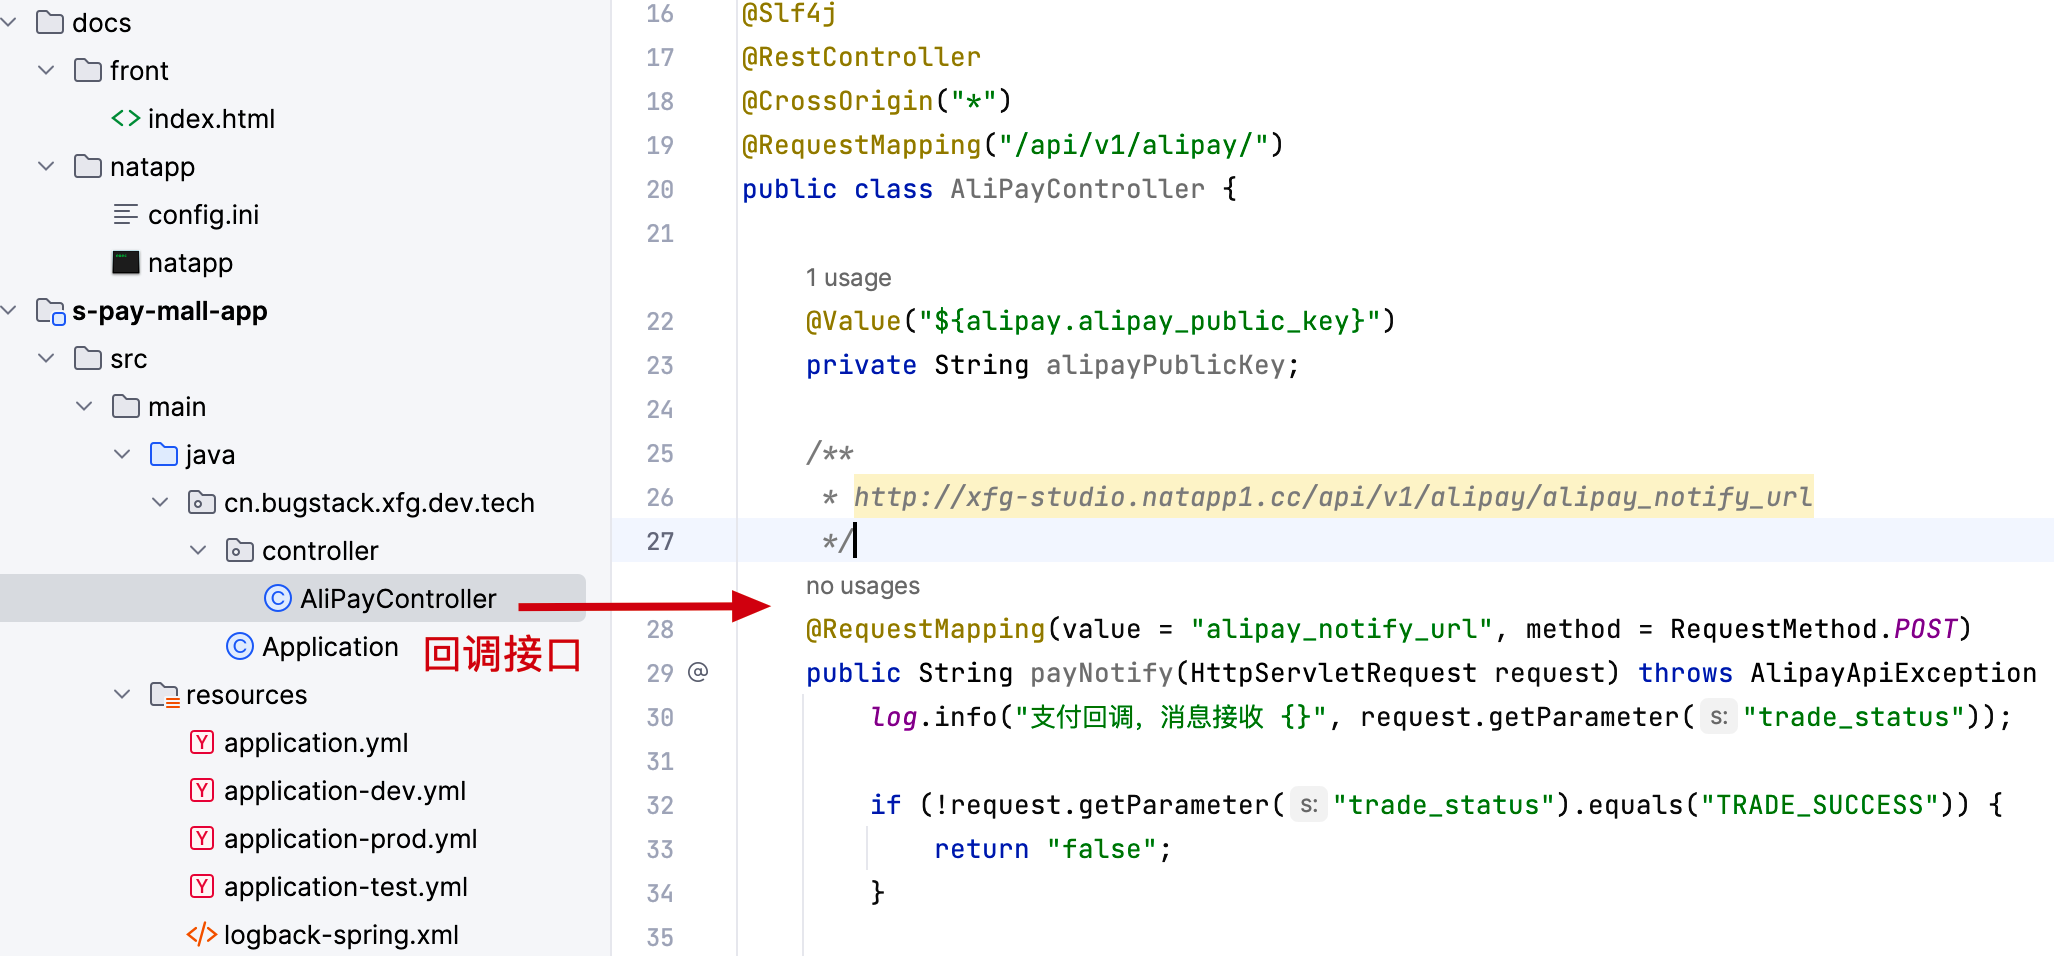 docs
front
index.html
natapp
config.ini
natapp
s-pay-mall-app
src
main
java
cn.bugstack.xfg.dev.tech
controller
AliPayController
Application
回调接口
resources
application.yml
application-dev.yml
application-prod.yml
application-test.yml
logback-spring.xml
16 @Slf4j
17 @RestController
18 @CrossOrigin("*")
19 @RequestMapping("/api/v1/alipay/")
20 public class AliPayController {
21
1 usage
22 @Value("${alipay.alipay_public_key}")
23 private String alipayPublicKey;
24
25 /**
26 * http://xfg-studio.natapp1.cc/api/v1/alipay/alipay_notify_url
27 */
no usages
28 @RequestMapping(value = "alipay_notify_url", method = RequestMethod.POST)
29 @ public String payNotify(HttpServletRequest request) throws AlipayApiException
30 log.info("支付回调，消息接收 {}", request.getParameter( s: "trade_status"));
31
32 if (!request.getParameter( s: "trade_status").equals("TRADE_SUCCESS")) {
33 return "false";
34 }
35